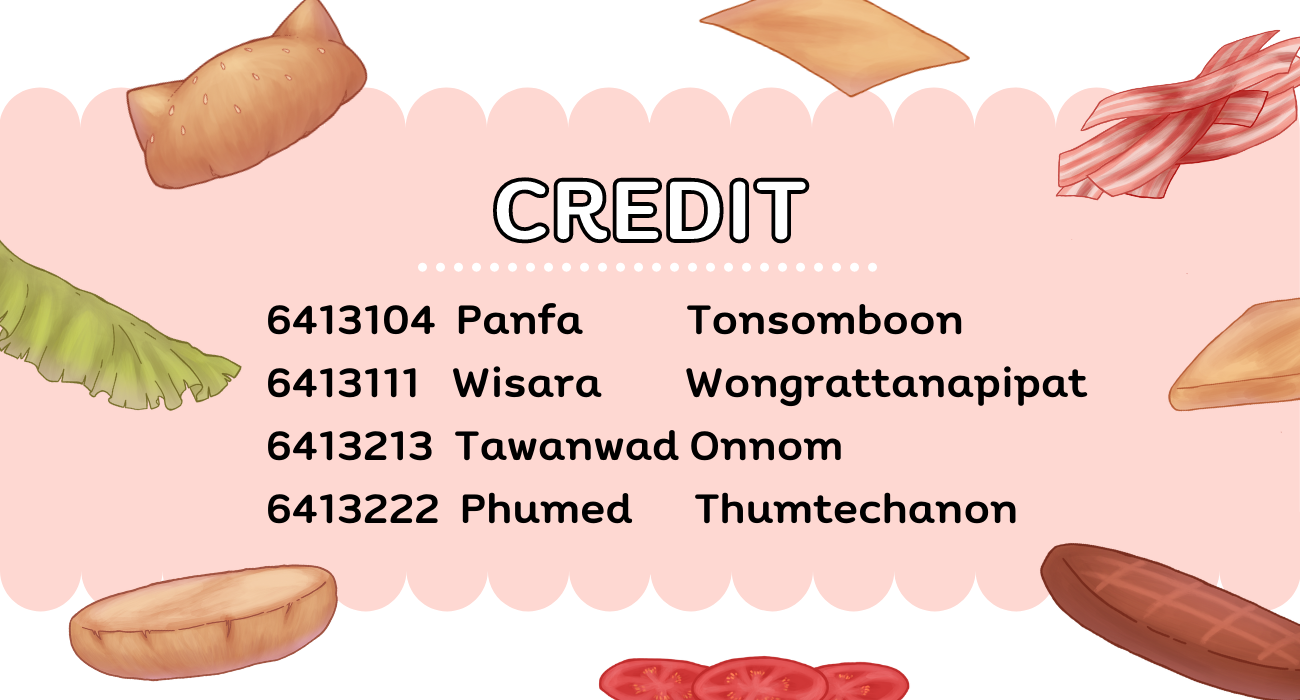 CREDIT
6413104 Panfa Tonsomboon
6413111 Wisara Wongrattanapipat
6413213 Tawanwad Onnom
6413222 Phumed Thumtechanon